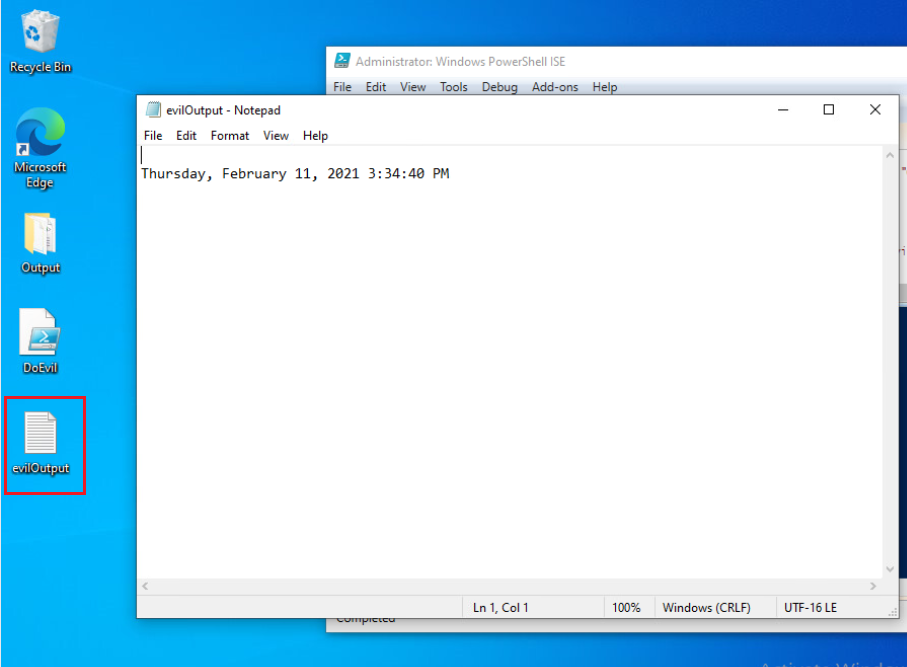 Recycle Bin
Microsoft
Edge
Output
DoEvil
evilOutput
Administrator: Windows PowerShell ISE
File Edit View Tools Debug Add-ons Help
evilOutput - Notepad
File Edit Format View Help
Thursday, February 11, 2021 3:34:40 PM
Ln 1, Col 1 100% Windows (CRLF) UTF-16 LE
Completed